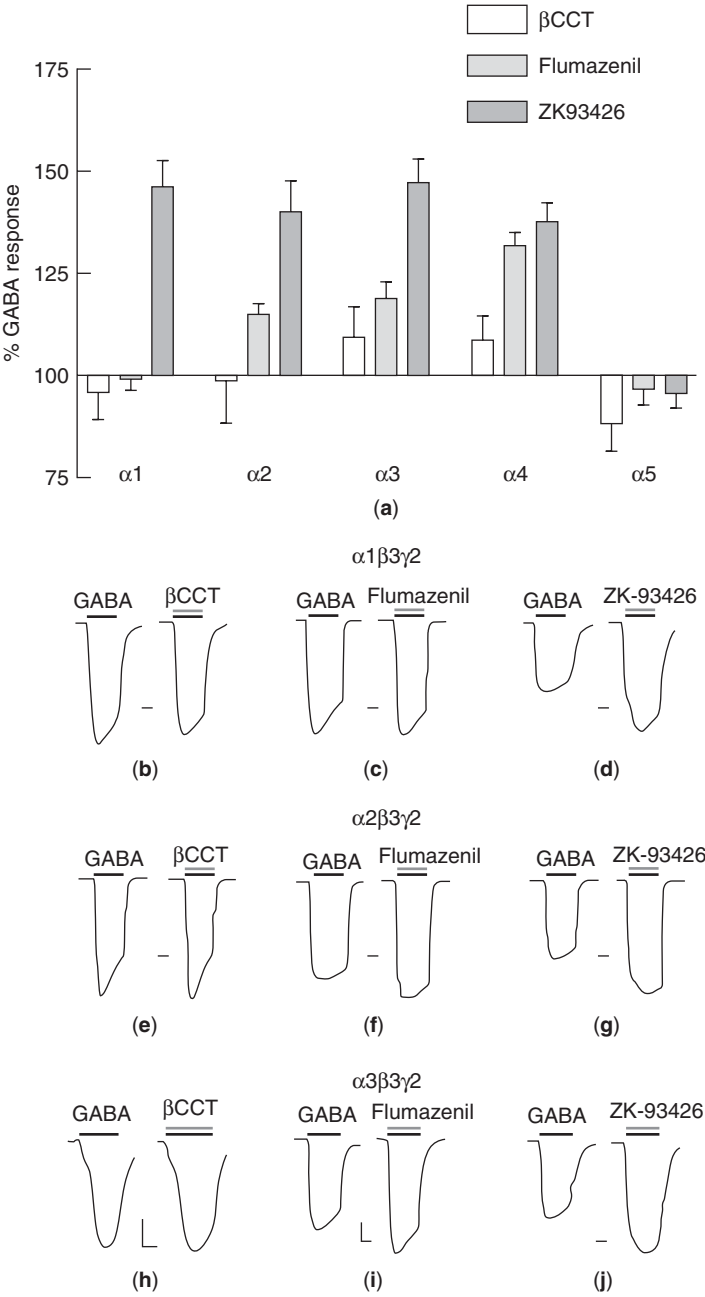 βCCT
Flumazenil
ZK93426
175
150
125
100
75
% GABA response
α1 α2 α3 α4 α5
(a)
α1β3γ2
GABA βCCT GABA Flumazenil GABA ZK-93426
(b) (c) (d)
α2β3γ2
GABA βCCT GABA Flumazenil GABA ZK-93426
(e) (f) (g)
α3β3γ2
GABA βCCT GABA Flumazenil GABA ZK-93426
(h) (i) (j)